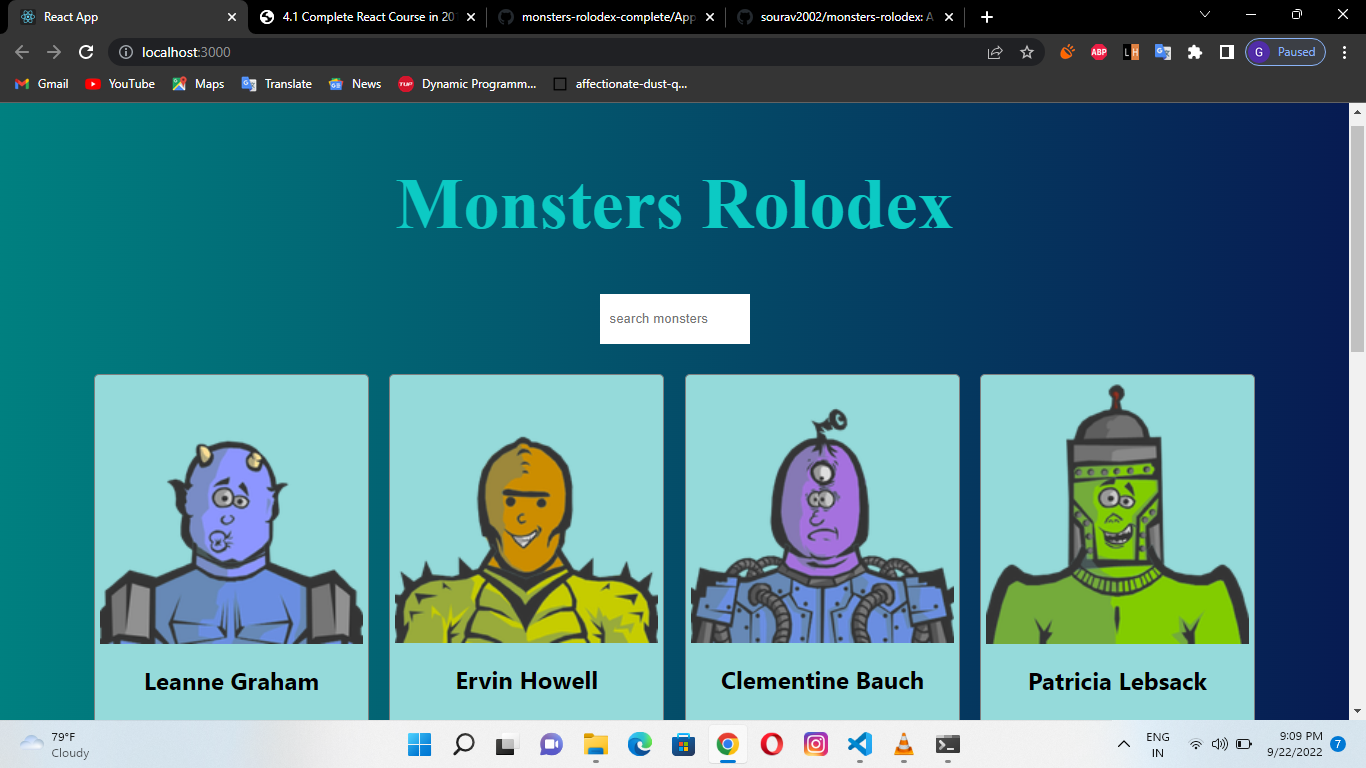 React App
4.1 Complete React Course in 20
monsters-rolodex-complete/App
sourav2002/monsters-rolodex: A
localhost:3000
ABP
LH
G Paused
Gmail
YouTube
Maps
Translate
News
Dynamic Programm...
affectionate-dust-q...
Monsters Rolodex
search monsters
Leanne Graham
Ervin Howell
Clementine Bauch
Patricia Lebsack
79°F
Cloudy
ENG
IN
9:09 PM
9/22/2022
7